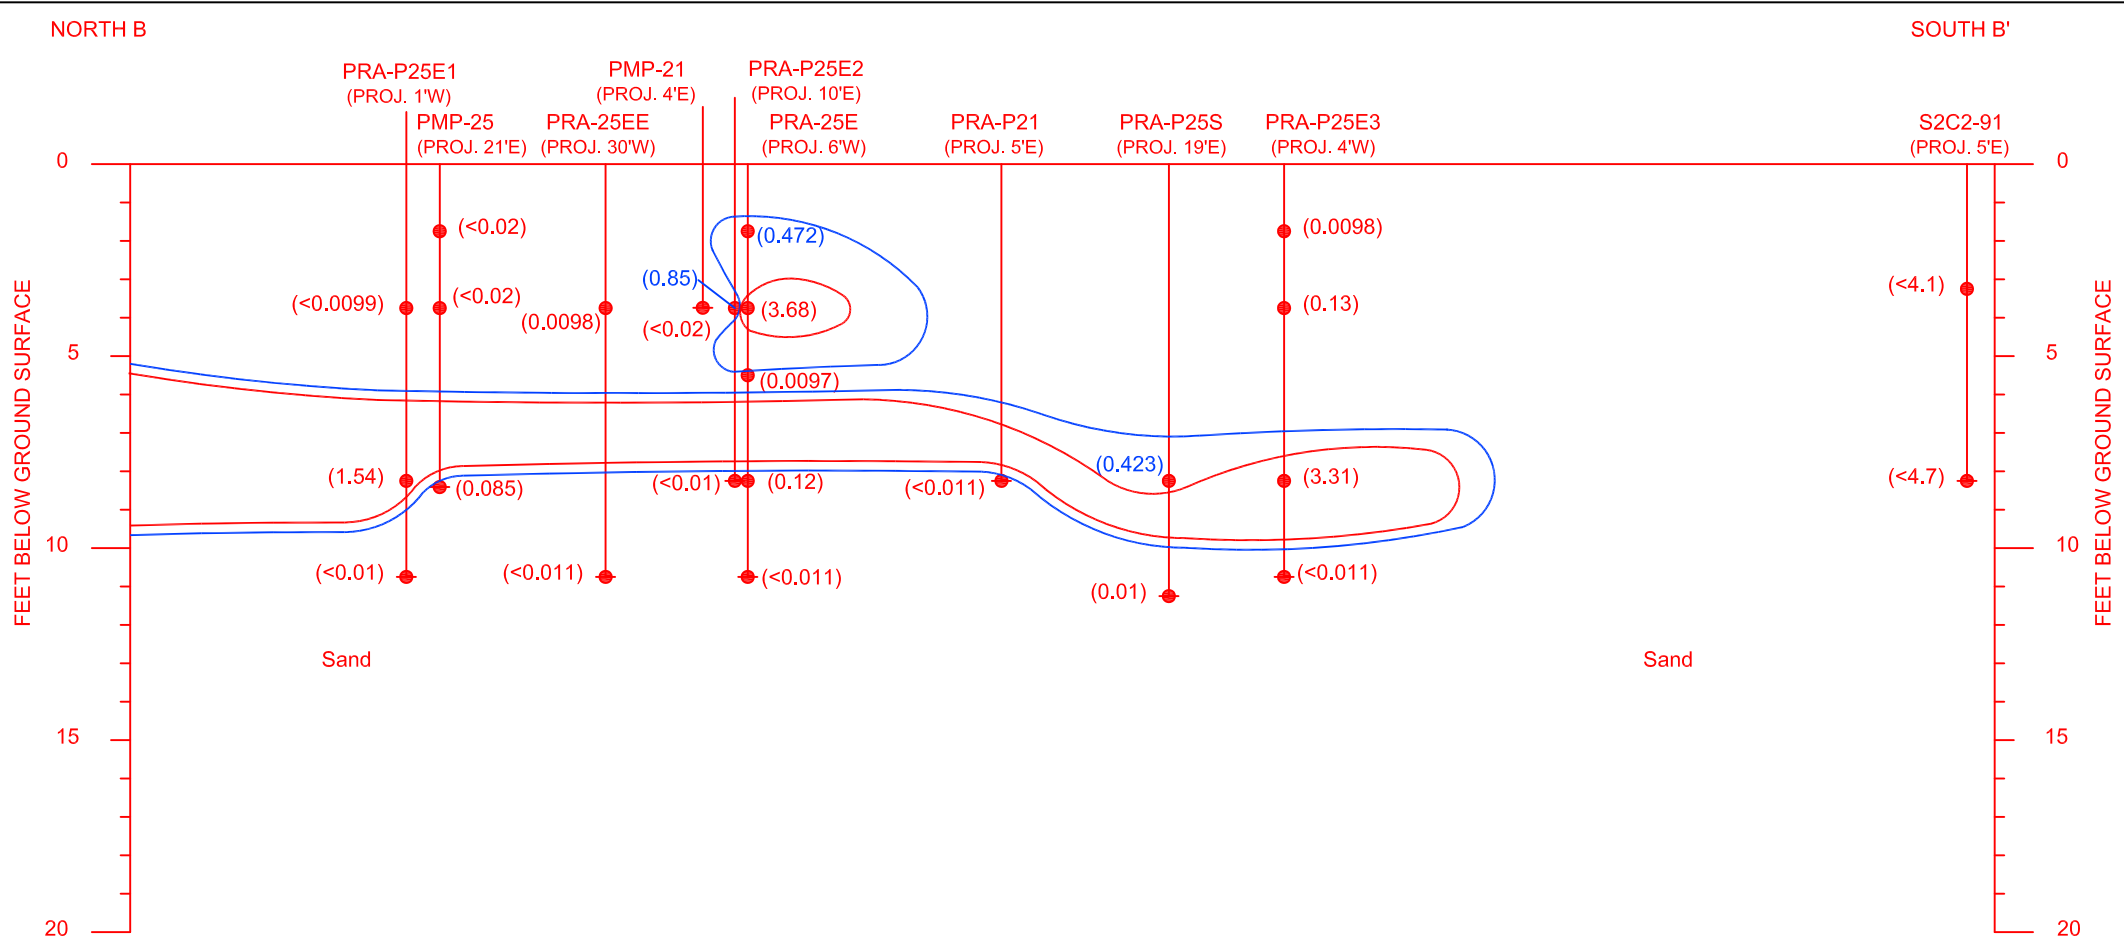 NORTH B
SOUTH B'
PRA-P25E1
(PROJ. 1'W)
PMP-21
(PROJ. 4'E)
PRA-P25E2
(PROJ. 10'E)
PMP-25
(PROJ. 21'E)
PRA-25EE
(PROJ. 30'W)
PRA-25E
(PROJ. 6'W)
PRA-P21
(PROJ. 5'E)
PRA-P25S
(PROJ. 19'E)
PRA-P25E3
(PROJ. 4'W)
S2C2-91
(PROJ. 5'E)
0
0
(<0.02)
(0.472)
(0.0098)
(0.85)
(<4.1)
(<0.0099)
(<0.02)
(0.0098)
(<0.02)
(3.68)
(0.13)
5
5
(0.0097)
(1.54)
(0.085)
(<0.01)
(0.12)
(<0.011)
(0.423)
(3.31)
(<4.7)
10
10
(<0.01)
(<0.011)
(<0.011)
(0.01)
(<0.011)
Sand
Sand
15
15
20
20
FEET BELOW GROUND SURFACE
FEET BELOW GROUND SURFACE